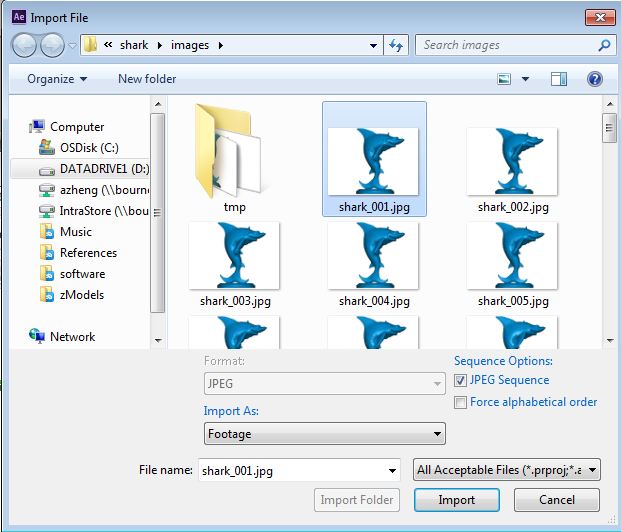 Ae Import File
« shark images
Search images
Organize New folder
Computer
OSDisk (C:)
DATADRIVE1 (D:)
azheng (\\bourn
IntraStore (\\bou
Music
References
software
zModels
Network
tmp
shark_001.jpg
shark_002.jpg
shark_003.jpg
shark_004.jpg
shark_005.jpg
Format:
JPEG
Sequence Options:
JPEG Sequence
Force alphabetical order
Import As:
Footage
File name: shark_001.jpg All Acceptable Files (*.prproj;*.a
Import Folder Import Cancel